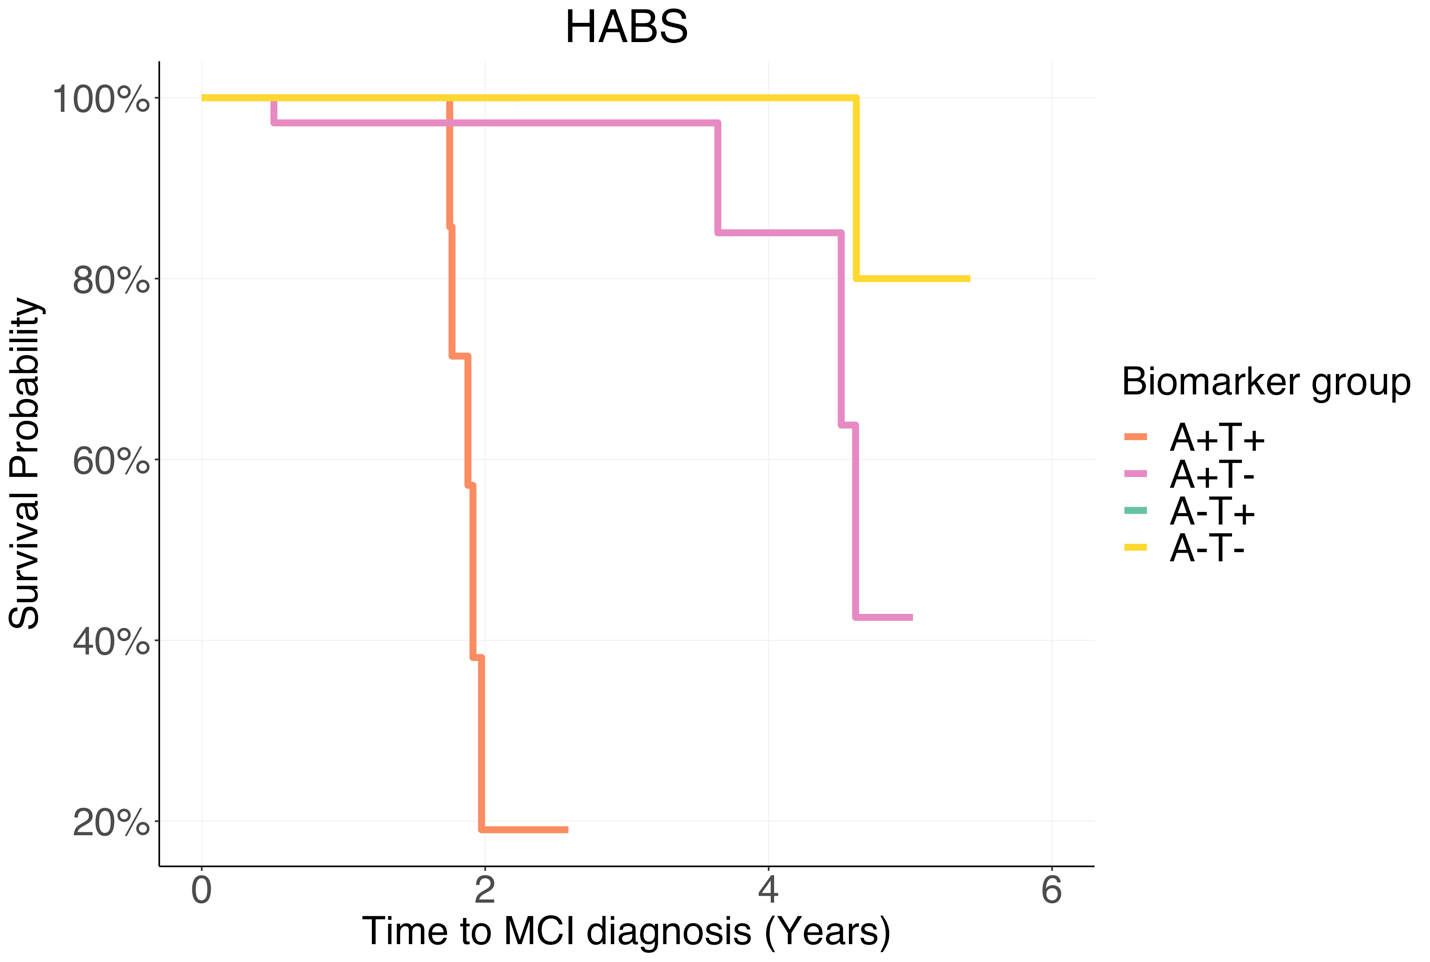 HABS
100%
80%
60%
40%
20%
Survival Probability
0 2 4 6
Time to MCI diagnosis (Years)
Biomarker group
A+T+
A+T-
A-T+
A-T-